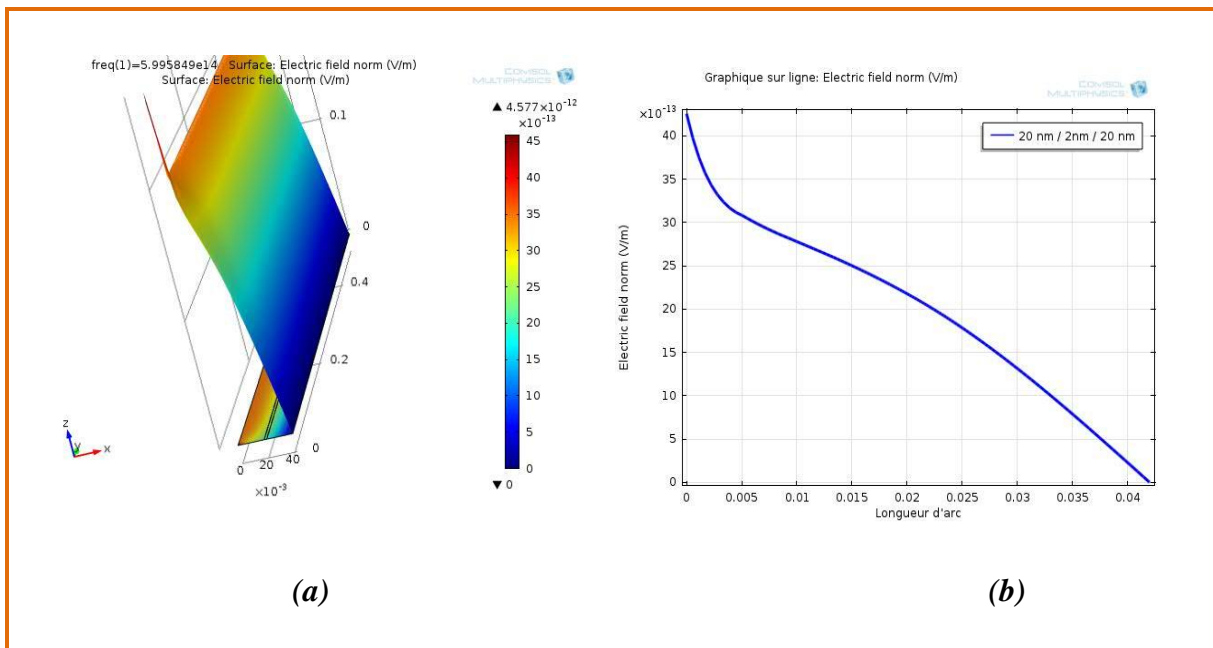 freq(1)=5.995849e14 Surface: Electric field norm (V/m)
Surface: Electric field norm (V/m)
COMSOL
MULTIPHYSICS
▲ 4.577×10⁻¹²
×10⁻¹³
45
40
35
30
25
20
15
10
5
0
▼ 0
0.1
0
0.4
0.2
0
0 20 40
×10⁻³
z
y
x
(a)
Graphique sur ligne: Electric field norm (V/m)
COMSOL
MULTIPHYSICS
×10⁻¹³
20 nm / 2nm / 20 nm
Electric field norm (V/m)
40
35
30
25
20
15
10
5
0
0 0.005 0.01 0.015 0.02 0.025 0.03 0.035 0.04
Longueur d'arc
(b)